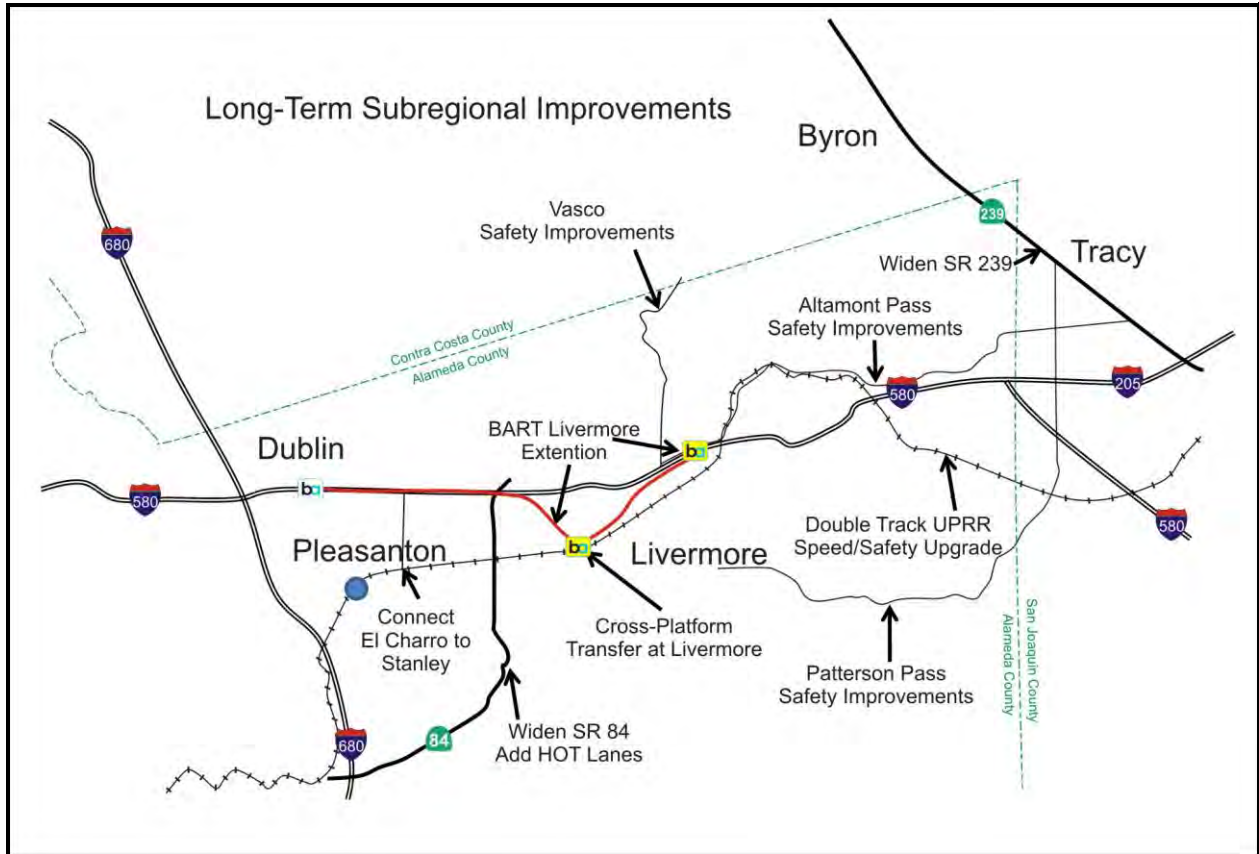 Long-Term Subregional Improvements
Byron
680
Vasco
Safety Improvements
239
Widen SR 239
Tracy
Altamont Pass
Safety Improvements
Contra Costa County
Alameda County
580
205
BART Livermore
Extention
ba
Dublin
ba
580
580
Double Track UPRR
Speed/Safety Upgrade
Pleasanton
ba
Livermore
Connect
El Charro to
Stanley
Cross-Platform
Transfer at Livermore
Patterson Pass
Safety Improvements
San Joaquin County
Alameda County
Widen SR 84
Add HOT Lanes
84
680